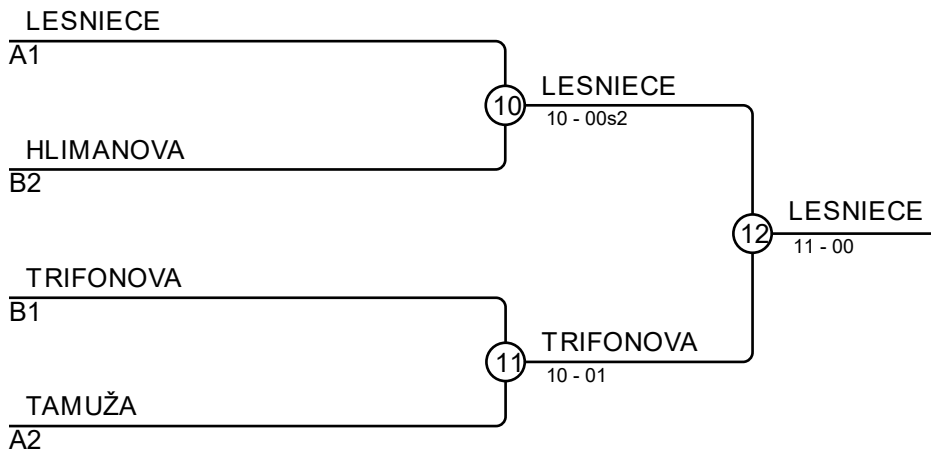 LESNIECE
A1
10
LESNIECE
10 - 00s2
HLIMANOVA
B2
12
LESNIECE
11 - 00
TRIFONOVA
B1
11
TRIFONOVA
10 - 01
TAMUŽA
A2